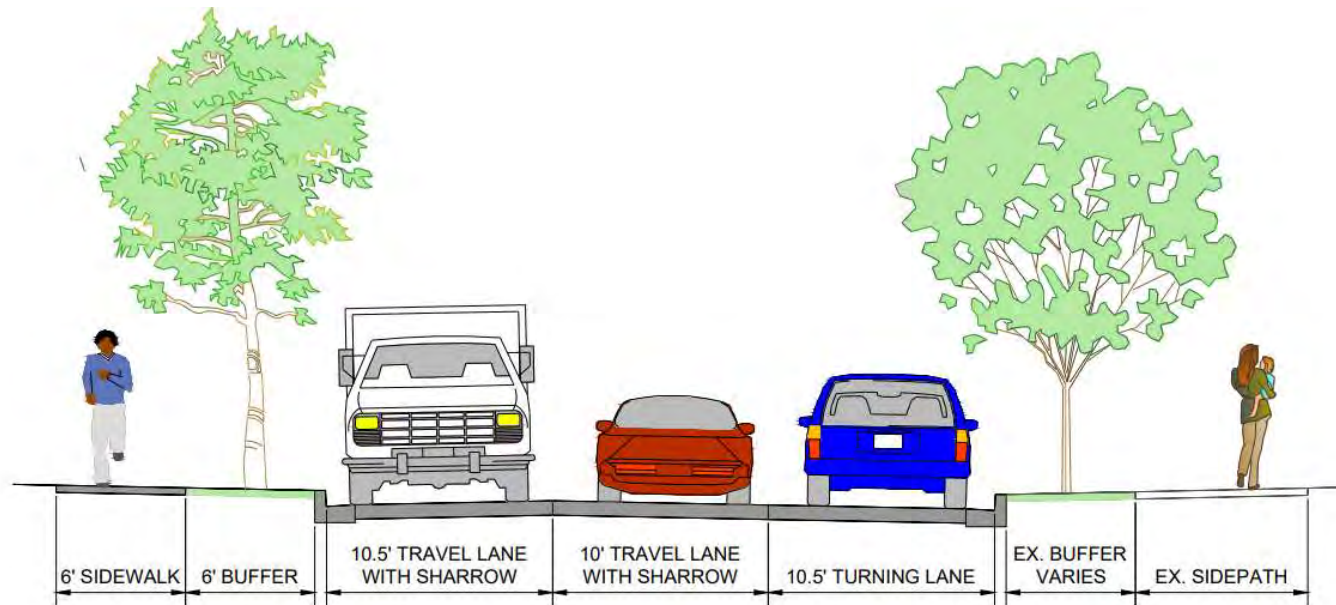 6' SIDEWALK
6' BUFFER
10.5' TRAVEL LANE
WITH SHARROW
10' TRAVEL LANE
WITH SHARROW
10.5' TURNING LANE
EX. BUFFER
VARIES
EX. SIDEPATH